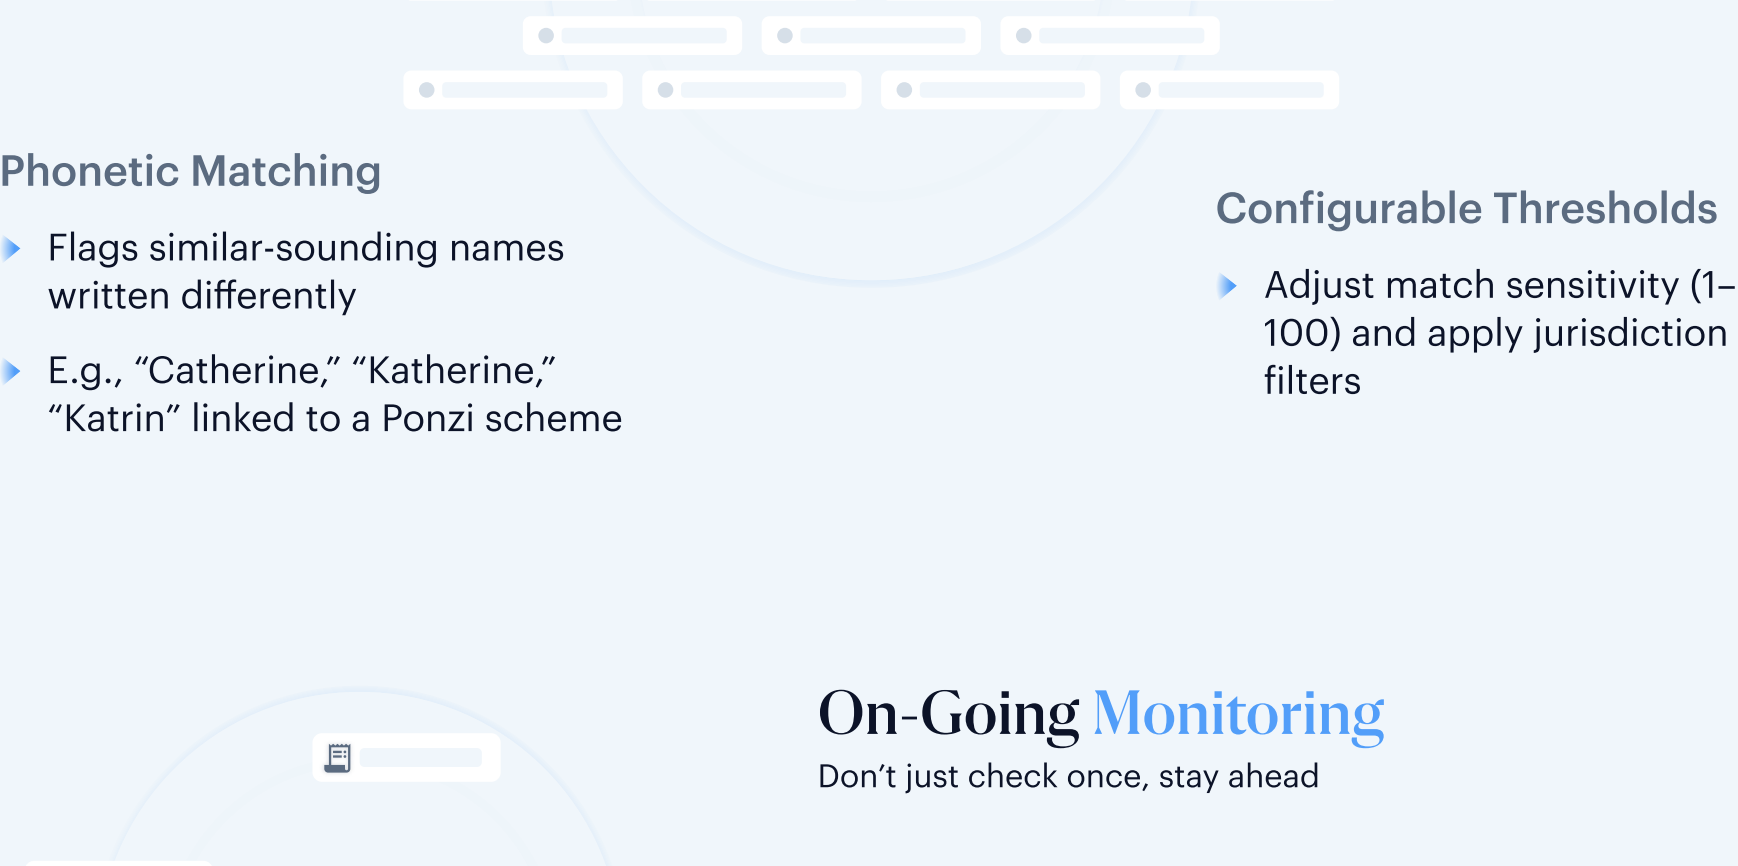 Phonetic Matching
Flags similar-sounding names
written differently
E.g., “Catherine,” “Katherine,”
“Katrin” linked to a Ponzi scheme
Configurable Thresholds
Adjust match sensitivity (1–
100) and apply jurisdiction
filters
On-Going Monitoring
Don’t just check once, stay ahead